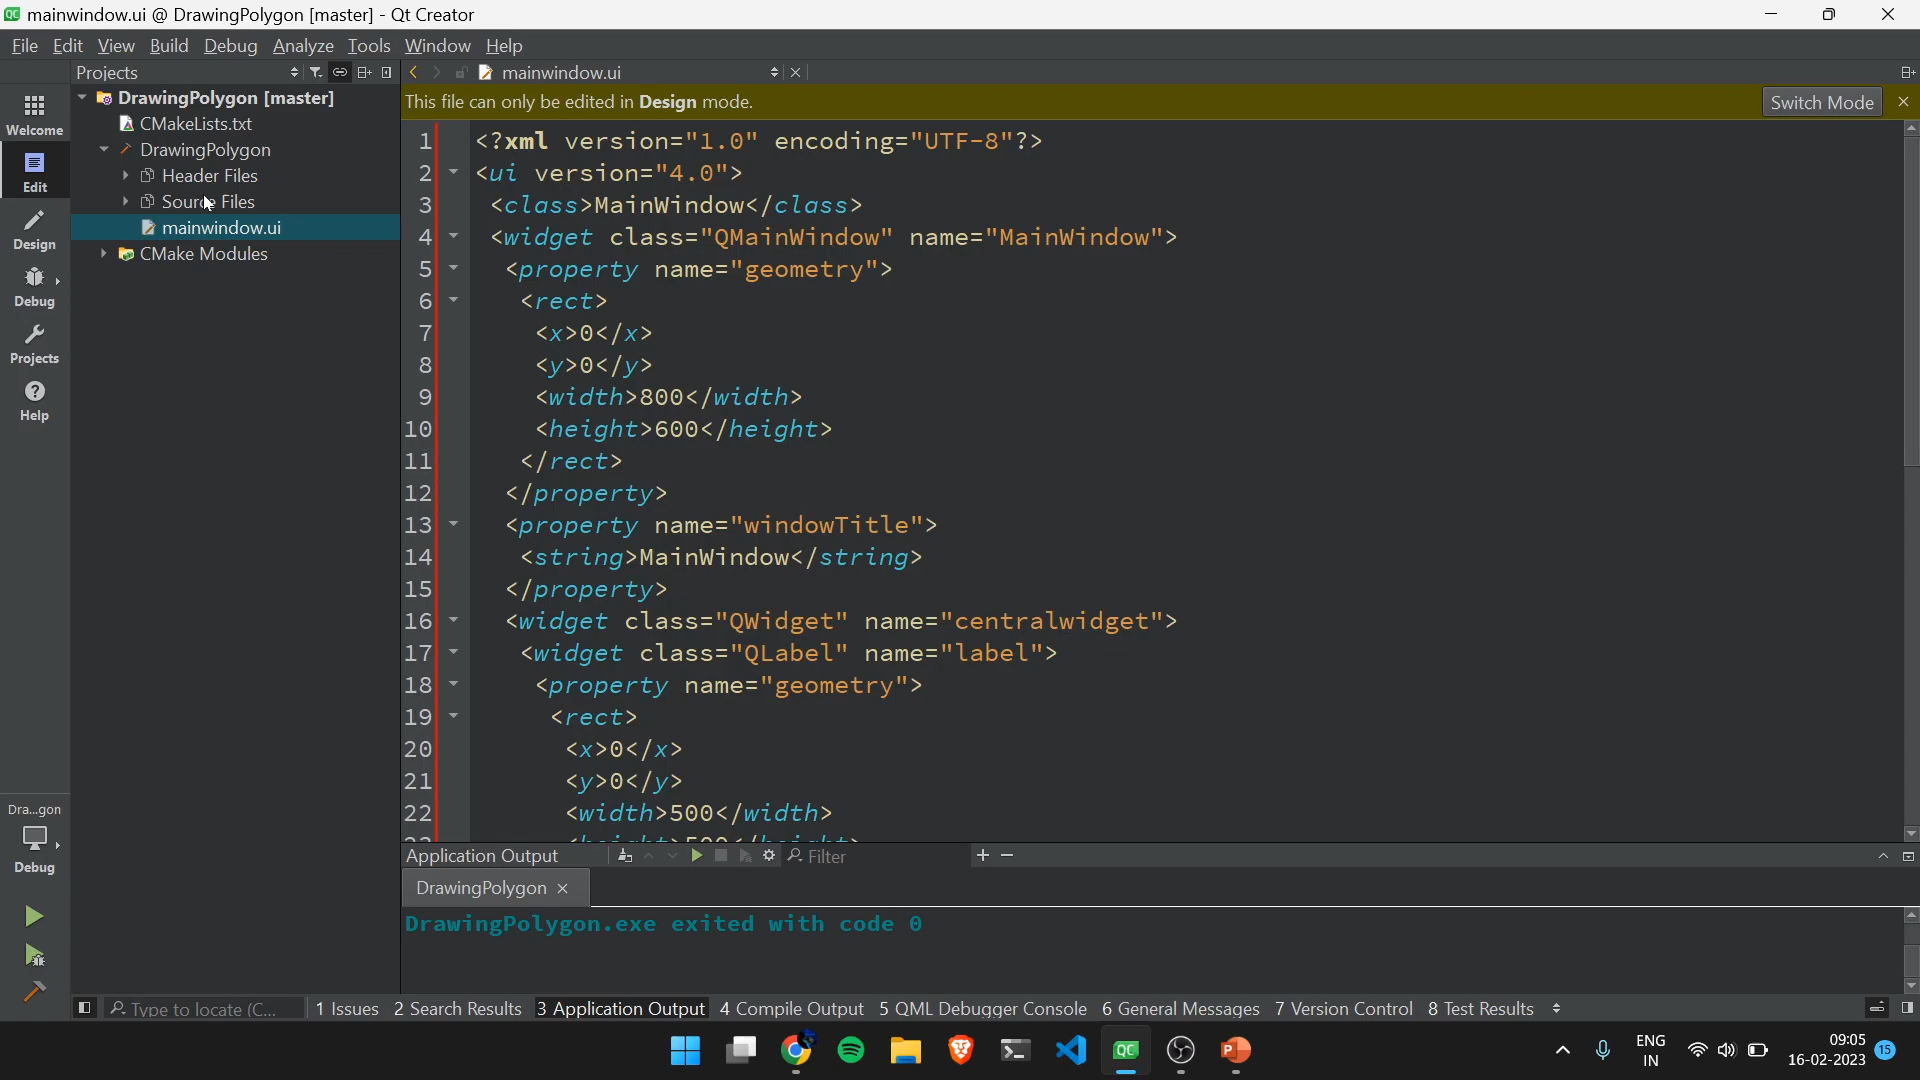 mainwindow.ui @ DrawingPolygon [master] - Qt Creator
File Edit View Build Debug Analyze Tools Window Help
Projects
mainwindow.ui
This file can only be edited in Design mode.
Switch Mode
DrawingPolygon [master]
CMakeLists.txt
DrawingPolygon
Header Files
Source Files
mainwindow.ui
CMake Modules
Welcome
Edit
Design
Debug
Projects
Help
Dra...gon
Debug
1 <?xml version="1.0" encoding="UTF-8"?>
2 <ui version="4.0">
3 <class>MainWindow</class>
4 <widget class="QMainWindow" name="MainWindow">
5 <property name="geometry">
6 <rect>
7 <x>0</x>
8 <y>0</y>
9 <width>800</width>
10 <height>600</height>
11 </rect>
12 </property>
13 <property name="windowTitle">
14 <string>MainWindow</string>
15 </property>
16 <widget class="QWidget" name="centralwidget">
17 <widget class="QLabel" name="label">
18 <property name="geometry">
19 <rect>
20 <x>0</x>
21 <y>0</y>
22 <width>500</width>
Application Output
Filter
DrawingPolygon
DrawingPolygon.exe exited with code 0
Type to locate (C...
1 Issues 2 Search Results 3 Application Output 4 Compile Output 5 QML Debugger Console 6 General Messages 7 Version Control 8 Test Results
ENG
IN
09:05
16-02-2023
15